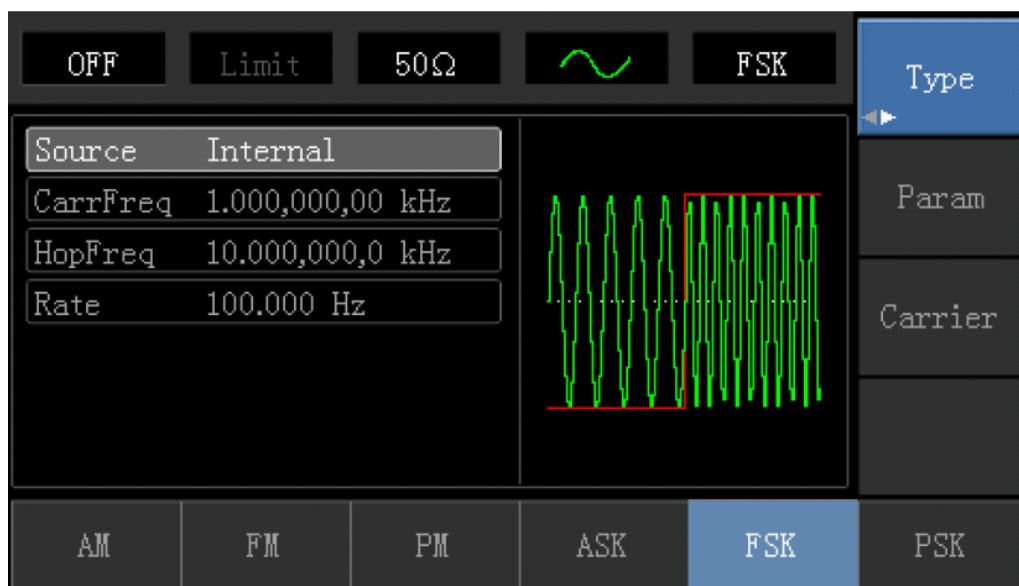 OFF Limit 50Ω FSK
Type
Source Internal
CarrFreq 1.000,000,00 kHz
HopFreq 10.000,000,0 kHz
Rate 100.000 Hz
Param
Carrier
AM FM PM ASK FSK PSK